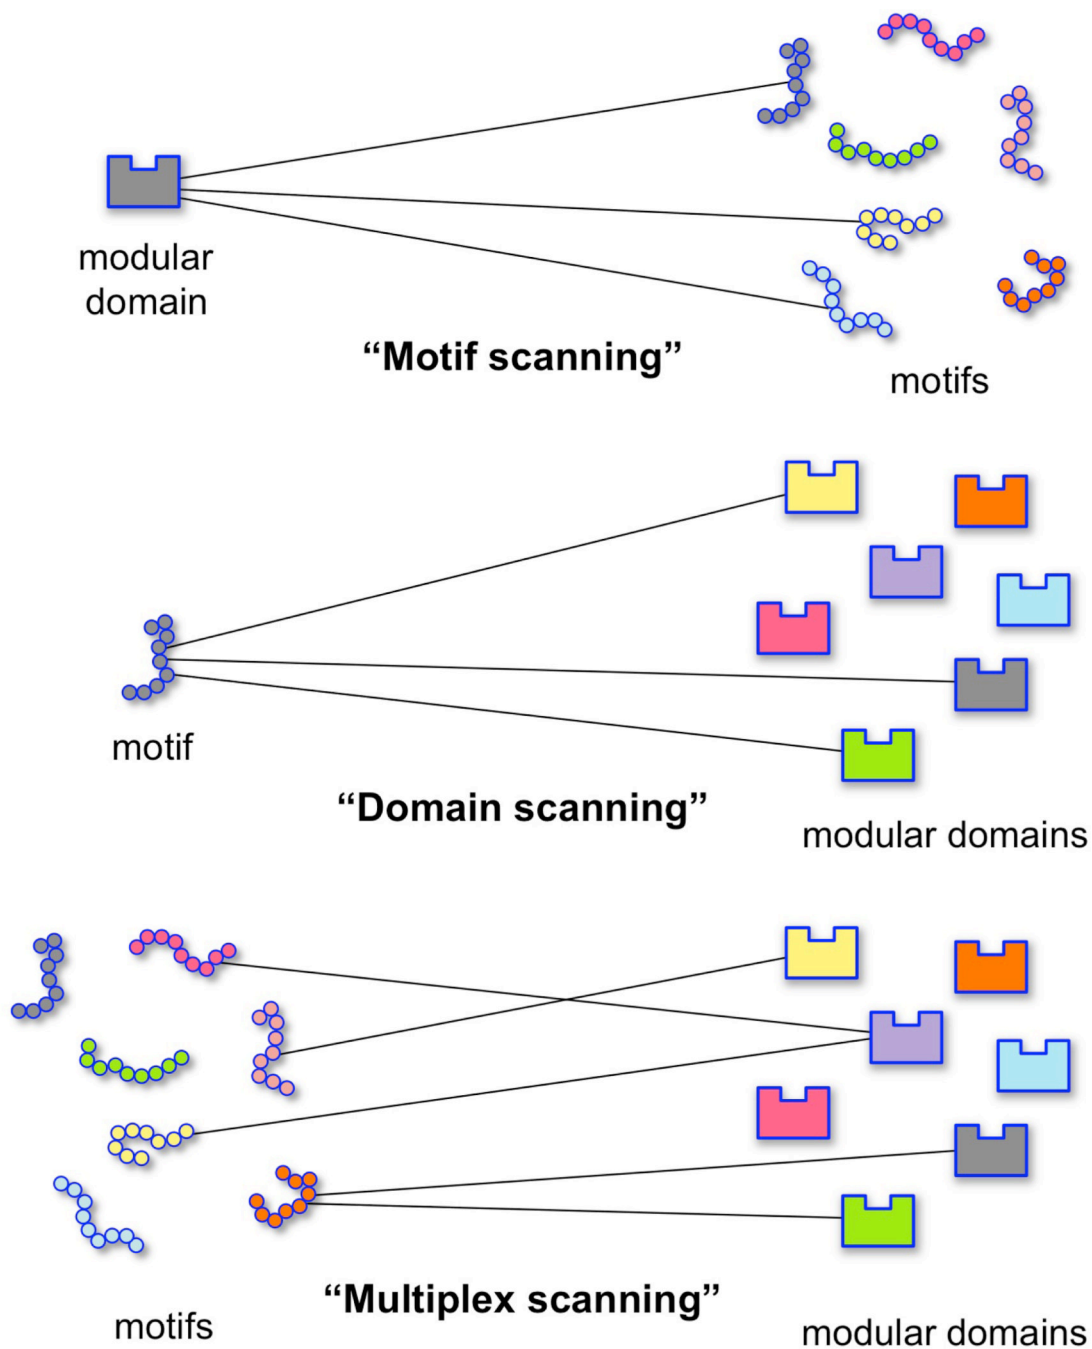 modular
domain
“Motif scanning”
motifs
motif
“Domain scanning”
modular domains
“Multiplex scanning”
motifs
modular domains